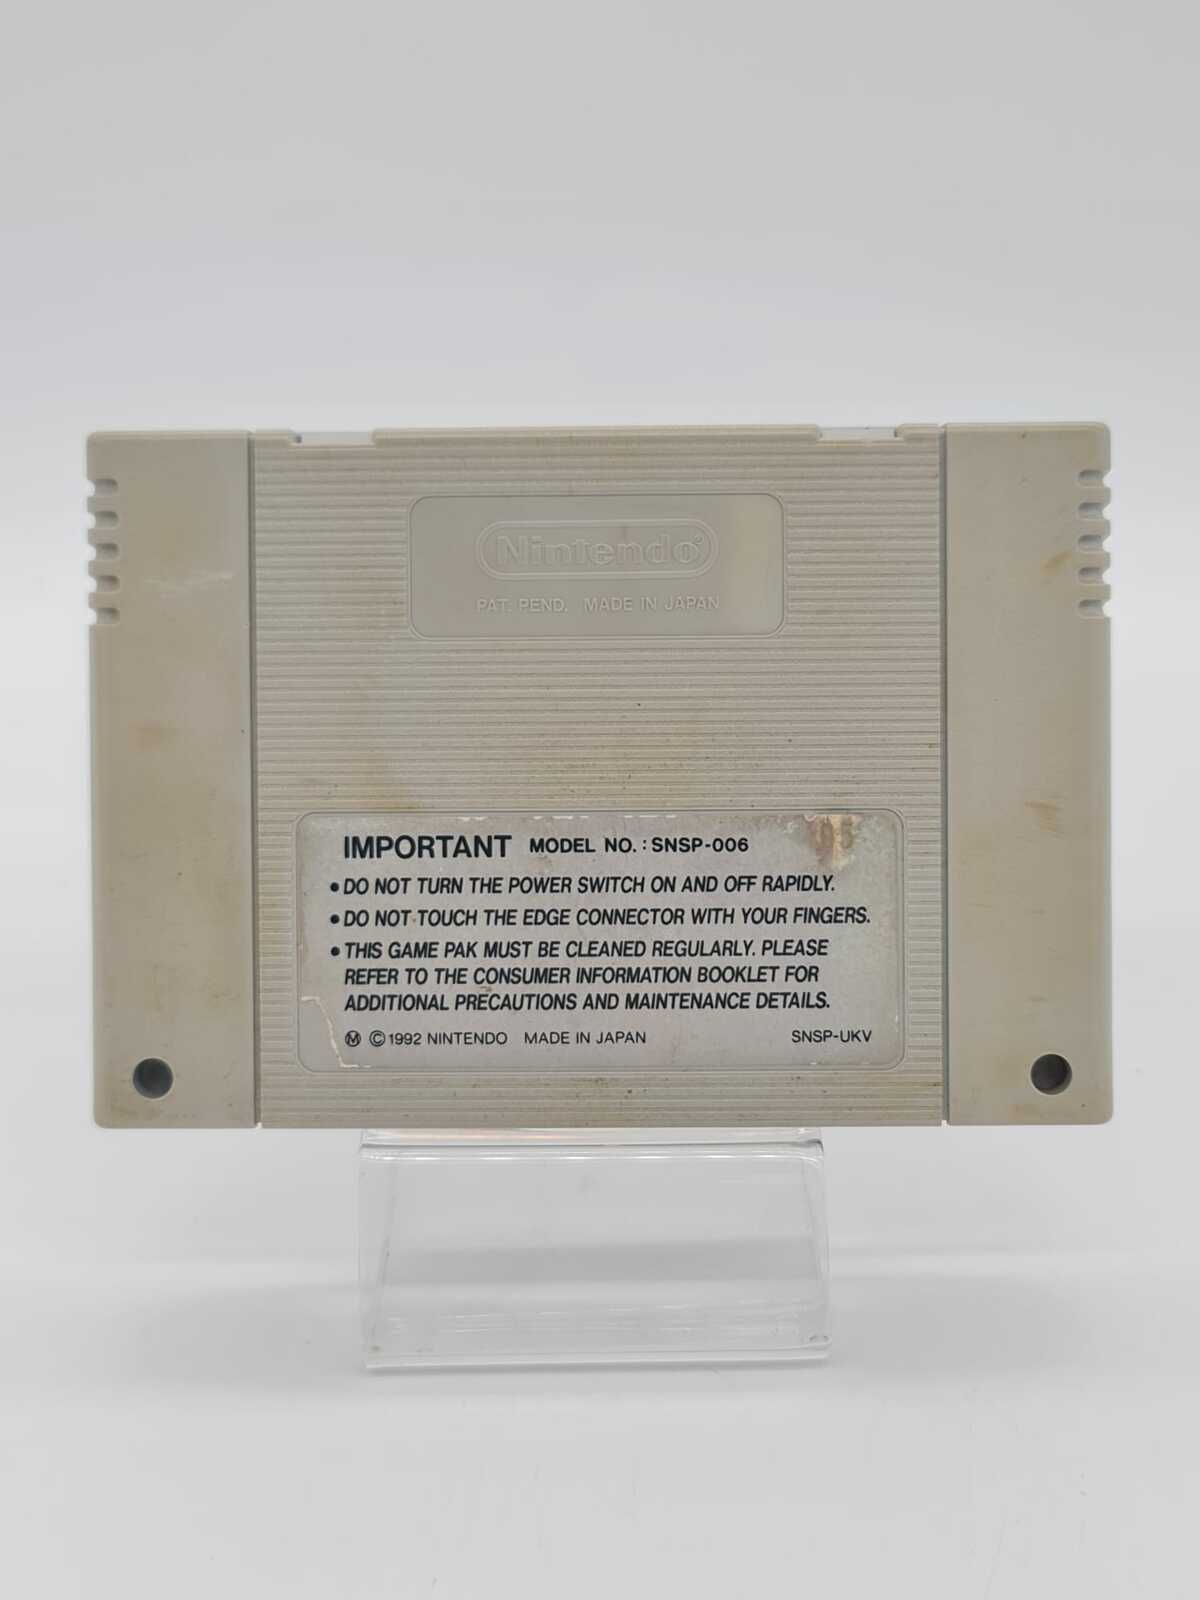 Nintendo®
PAT. PEND. MADE IN JAPAN
IMPORTANT MODEL NO. : SNSP-006
• DO NOT TURN THE POWER SWITCH ON AND OFF RAPIDLY.
• DO NOT TOUCH THE EDGE CONNECTOR WITH YOUR FINGERS.
• THIS GAME PAK MUST BE CLEANED REGULARLY. PLEASE
REFER TO THE CONSUMER INFORMATION BOOKLET FOR
ADDITIONAL PRECAUTIONS AND MAINTENANCE DETAILS.
Ⓜ © 1992 NINTENDO MADE IN JAPAN SNSP-UKV